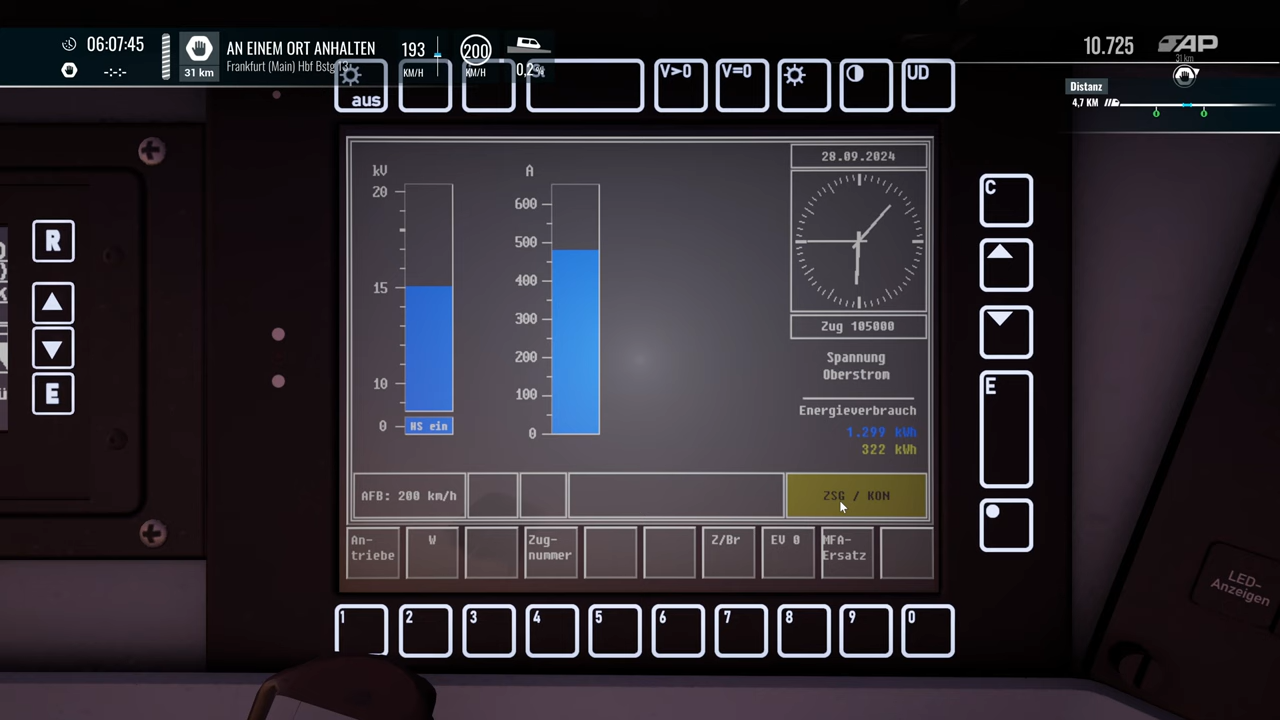 06:07:45
-:-:-
31 km
AN EINEM ORT ANHALTEN
Frankfurt (Main) Hbf Bstg 13
193
KM/H
200
KM/H
0,2%
10.725
AP
31 km
Distanz
4,7 KM
aus
V>0
V=0
UD
R
E
C
E
kV
20
15
10
0
HS ein
A
600
500
400
300
200
100
0
28.09.2024
Zug 105000
Spannung
Oberstrom
Energieverbrauch
1.299 kWh
322 kWh
AFB: 200 km/h
ZSG / KON
An-
triebe
W
Zug-
nummer
Z/Br
EV 0
MFA-
Ersatz
1
2
3
4
5
6
7
8
9
0
LED-
Anzeigen